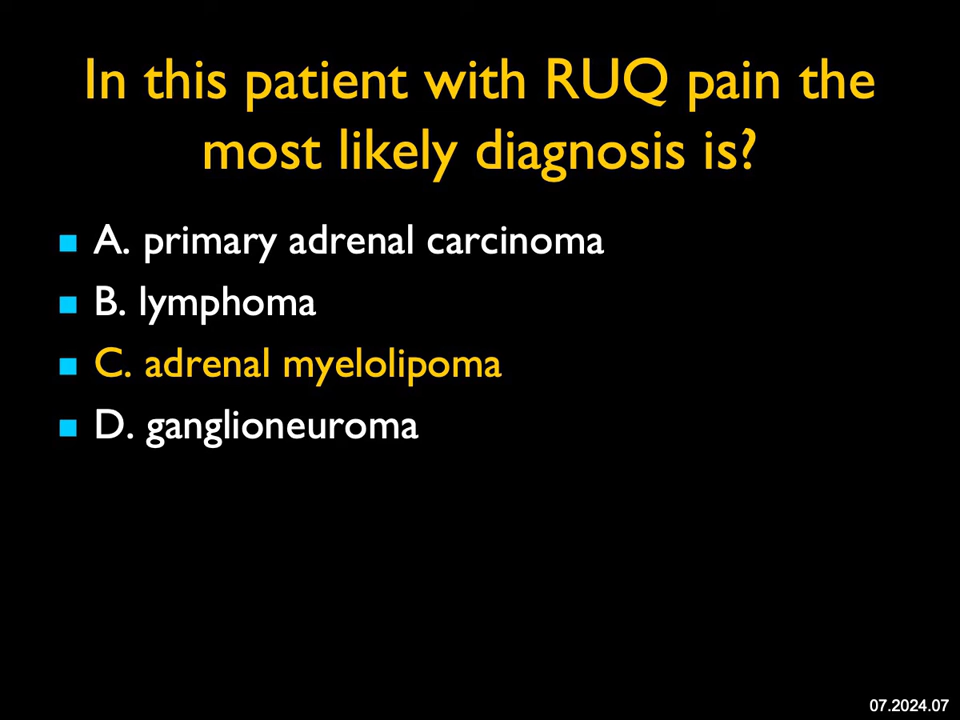 In this patient with RUQ pain the
most likely diagnosis is?
A. primary adrenal carcinoma
B. lymphoma
C. adrenal myelolipoma
D. ganglioneuroma
07.2024.07